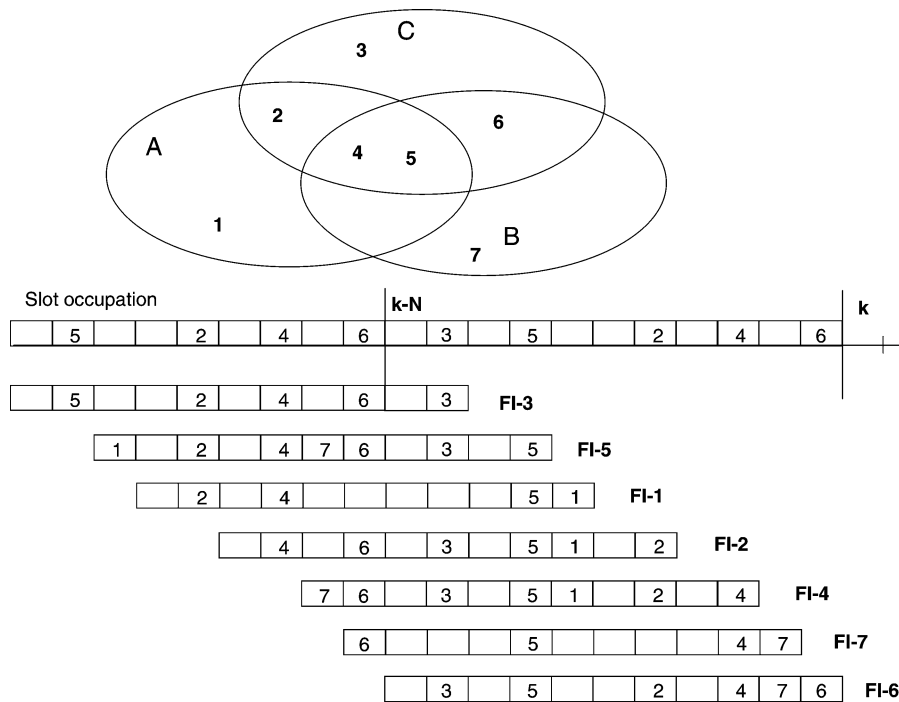 C
3
2
6
A
4 5
1
B
7
Slot occupation
k-N
k
5 2 4 6 3 5 2 4 6
5 2 4 6 3 FI-3
1 2 4 7 6 3 5 FI-5
2 4 5 1 FI-1
4 6 3 5 1 2 FI-2
7 6 3 5 1 2 4 FI-4
6 5 4 7 FI-7
3 5 2 4 7 6 FI-6